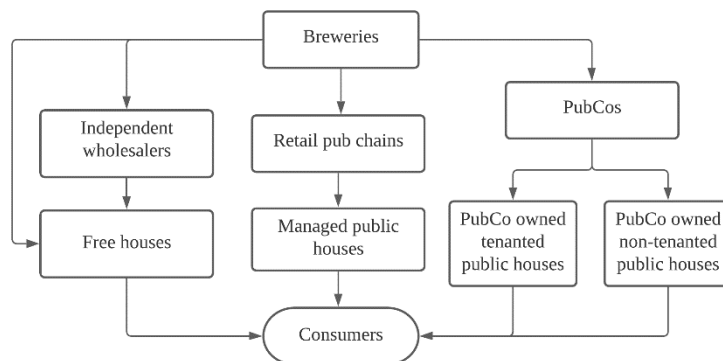 Breweries
Independent
wholesalers
Retail pub chains
PubCos
Free houses
Managed public
houses
PubCo owned
tenanted
public houses
PubCo owned
non-tenanted
public houses
Consumers